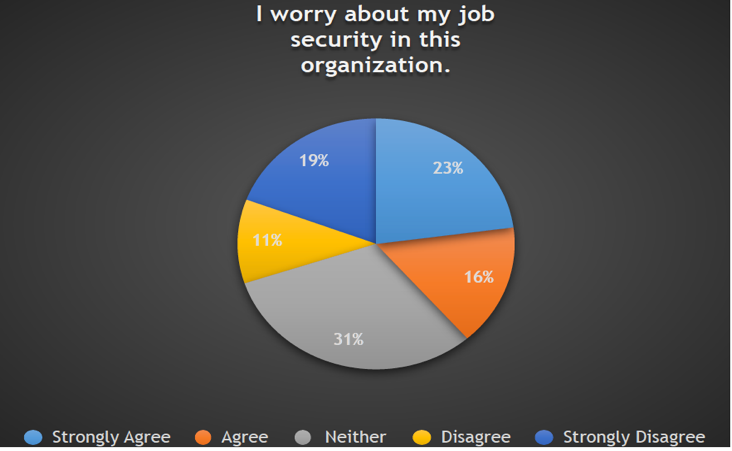 I worry about my job
security in this
organization.
19%
23%
11%
16%
31%
Strongly Agree Agree Neither Disagree Strongly Disagree